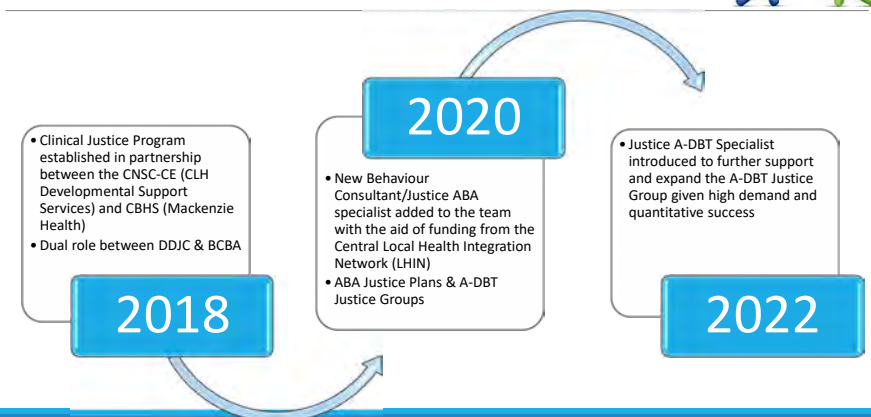 • Clinical Justice Program
established in partnership
between the CNSC-CE (CLH
Developmental Support
Services) and CBHS (Mackenzie
Health)
• Dual role between DDJC & BCBA
2018
2020
• New Behaviour
Consultant/Justice ABA
specialist added to the team
with the aid of funding from the
Central Local Health Integration
Network (LHIN)
• ABA Justice Plans & A-DBT
Justice Groups
• Justice A-DBT Specialist
introduced to further support
and expand the A-DBT Justice
Group given high demand and
quantitative success
2022